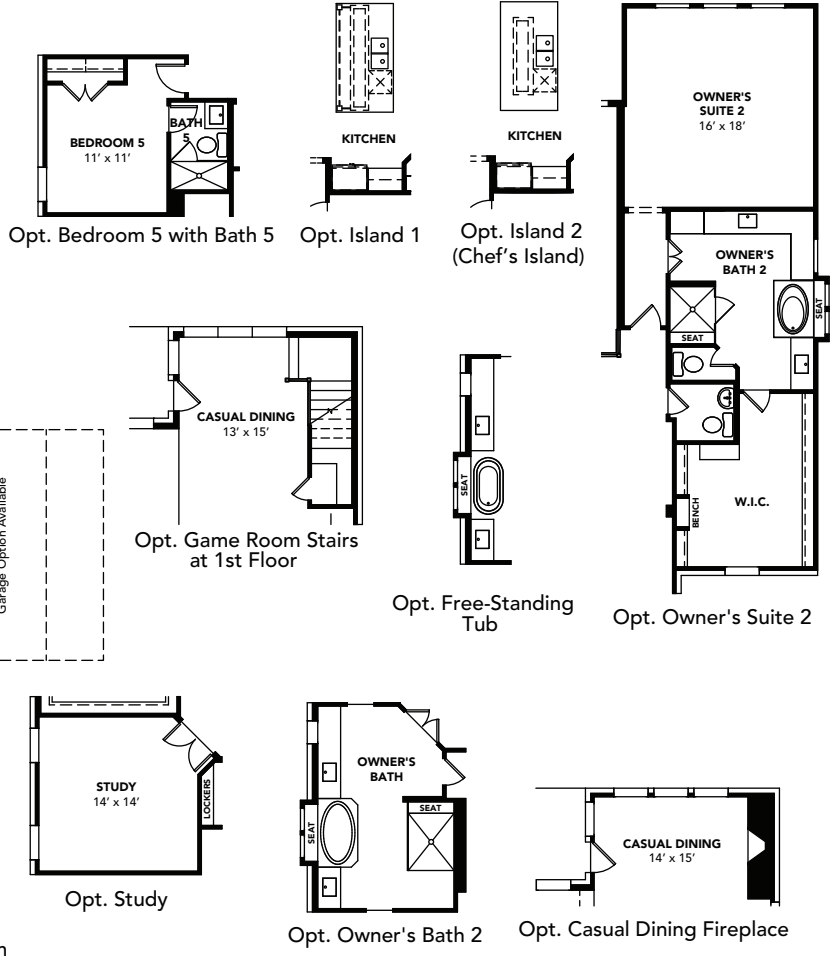 BEDROOM 5
11' x 11'
BATH
5
Opt. Bedroom 5 with Bath 5
KITCHEN
Opt. Island 1
KITCHEN
Opt. Island 2
(Chef's Island)
OWNER'S
SUITE 2
16' x 18'
OWNER'S
BATH 2
SEAT
SEAT
W.I.C.
BENCH
Opt. Owner's Suite 2
CASUAL DINING
13' x 15'
Opt. Game Room Stairs
at 1st Floor
SEAT
Opt. Free-Standing
Tub
Garage Option Available
STUDY
14' x 14'
LOCKERS
Opt. Study
OWNER'S
BATH
SEAT
SEAT
Opt. Owner's Bath 2
CASUAL DINING
14' x 15'
Opt. Casual Dining Fireplace